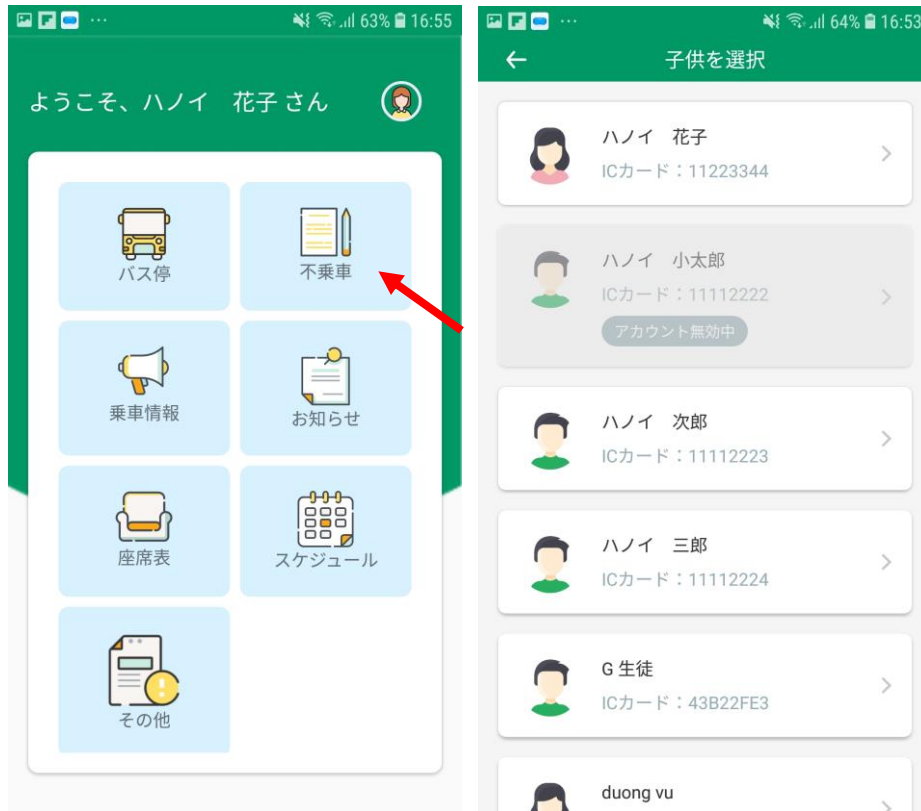 63% 16:55
ようこそ、ハノイ　花子 さん
バス停
不乗車
乗車情報
お知らせ
座席表
スケジュール
その他
64% 16:53
子供を選択
ハノイ　花子
ICカード：11223344
ハノイ　小太郎
ICカード：11112222
アカウント無効中
ハノイ　次郎
ICカード：11112223
ハノイ　三郎
ICカード：11112224
G 生徒
ICカード：43B22FE3
duong vu